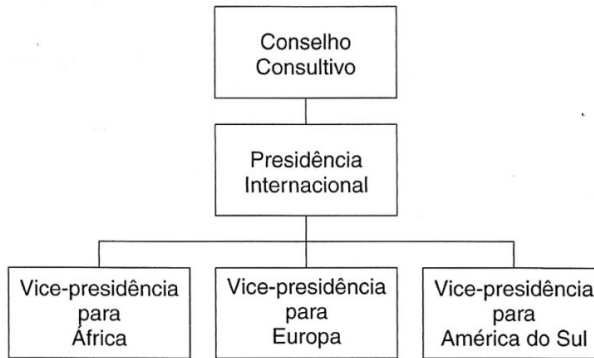 Conselho
Consultivo
Presidência
Internacional
Vice-presidência
para
África
Vice-presidência
para
Europa
Vice-presidência
para
América do Sul